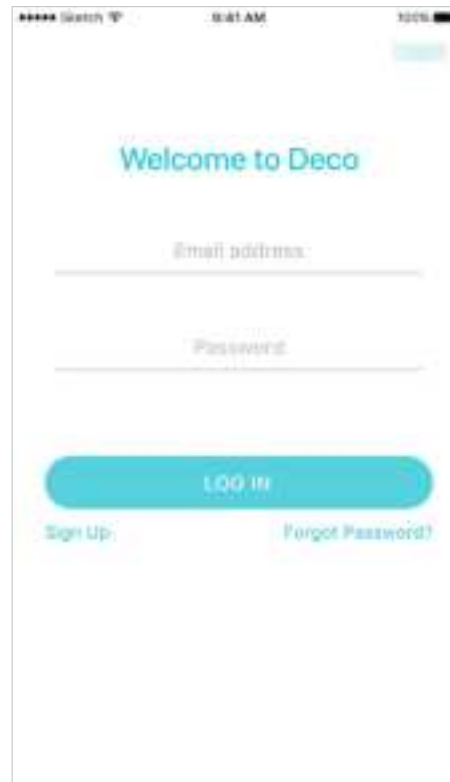 Sketch 9:41 AM 100%
Welcome to Deco
Email address
Password
LOG IN
Sign Up Forgot Password?